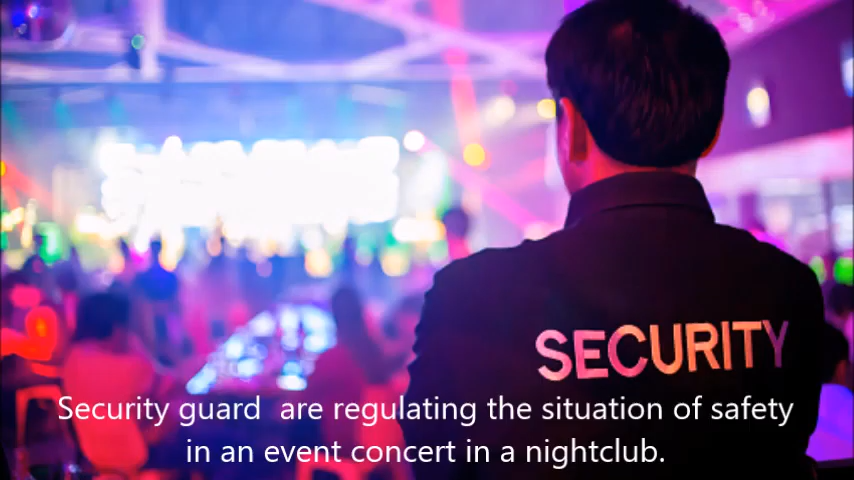 SECURITY
Security guard  are regulating the situation of safety
in an event concert in a nightclub.